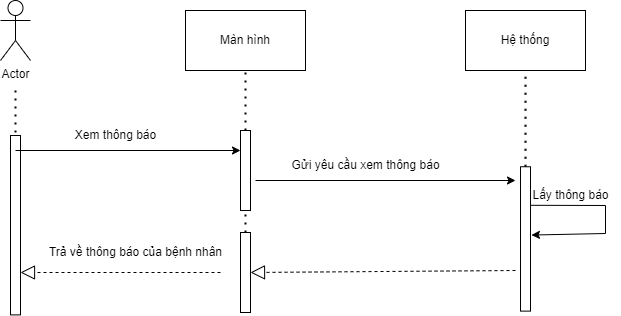 Màn hình
Hệ thống
Actor
Xem thông báo
Gửi yêu cầu xem thông báo
Lấy thông báo
Trả về thông báo của bệnh nhân